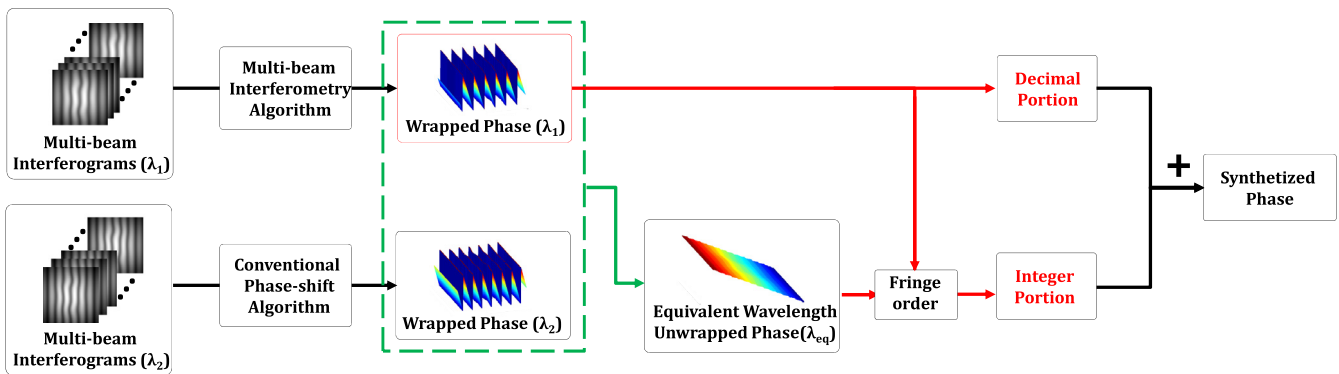 Multi-beam
Interferograms (λ1)
Multi-beam
Interferometry
Algorithm
Wrapped Phase (λ1)
Decimal
Portion
Multi-beam
Interferograms (λ2)
Conventional
Phase-shift
Algorithm
Wrapped Phase (λ2)
Equivalent Wavelength
Unwrapped Phase(λeq)
Fringe
order
Integer
Portion
+
Synthetized
Phase